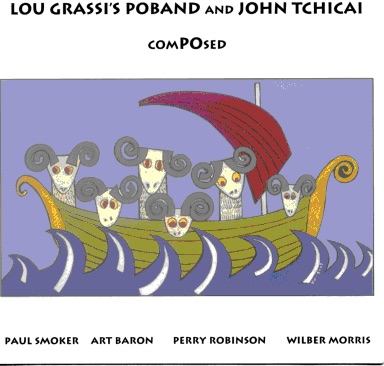 LOU GRASSI'S POBAND AND JOHN TCHICAI
COMPOSED
PAUL SMOKER ART BARON PERRY ROBINSON WILBER MORRIS